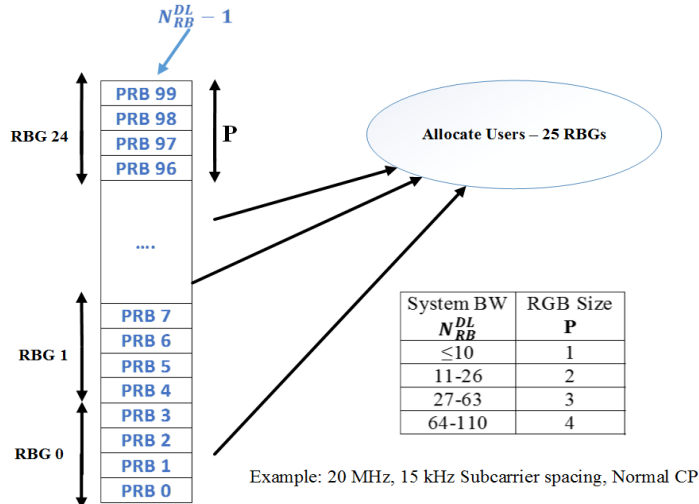 N_RB^DL − 1
PRB 99
PRB 98
PRB 97
PRB 96
RBG 24
P
Allocate Users – 25 RBGs
....
PRB 7
PRB 6
PRB 5
PRB 4
RBG 1
PRB 3
PRB 2
PRB 1
PRB 0
RBG 0
System BW N_RB^DL RGB Size P
≤10 1
11-26 2
27-63 3
64-110 4
Example: 20 MHz, 15 kHz Subcarrier spacing, Normal CP